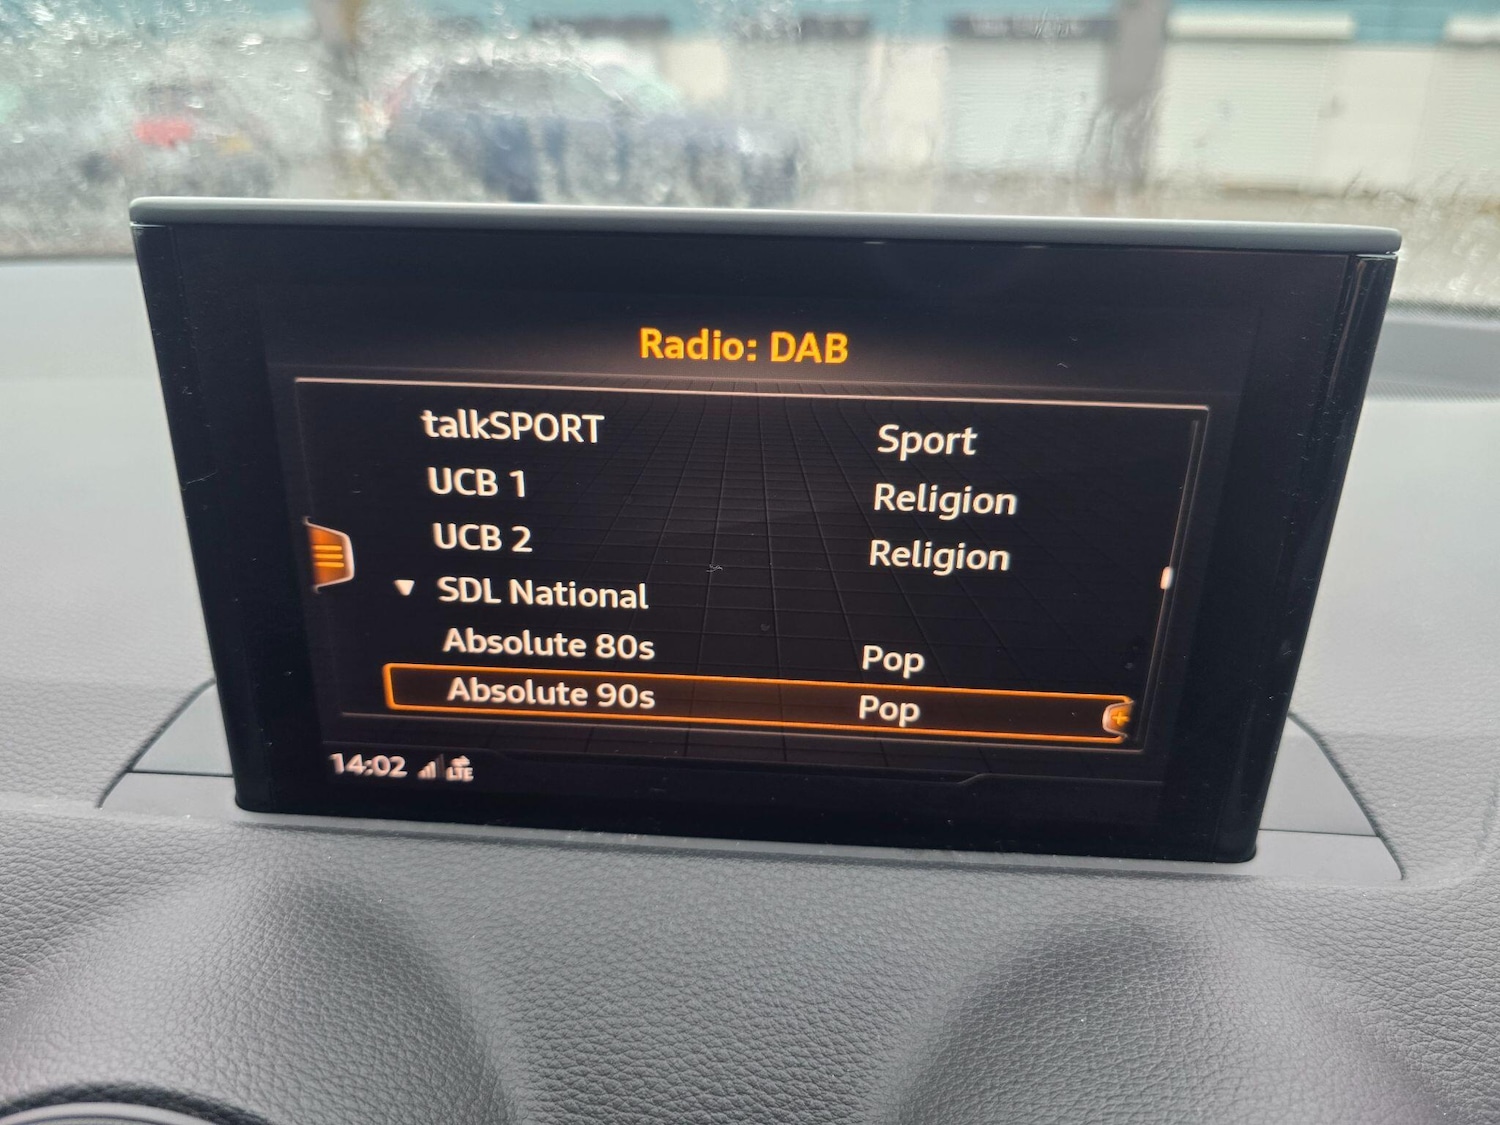 Radio: DAB
talkSPORT Sport
UCB 1 Religion
UCB 2 Religion
SDL National
Absolute 80s Pop
Absolute 90s Pop
14:02 LTE